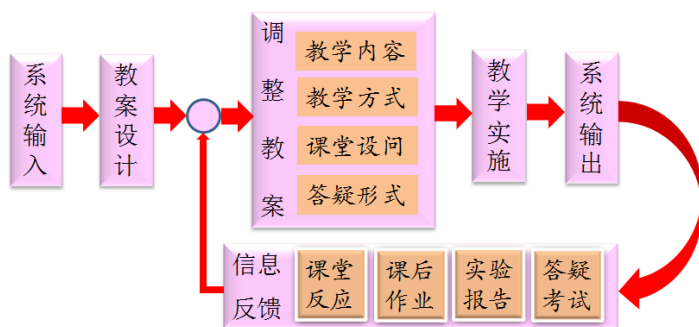 系统输入
教案设计
调整教案
教学内容
教学方式
课堂设问
答疑形式
教学实施
系统输出
信息
反馈
课堂
反应
课后
作业
实验
报告
答疑
考试